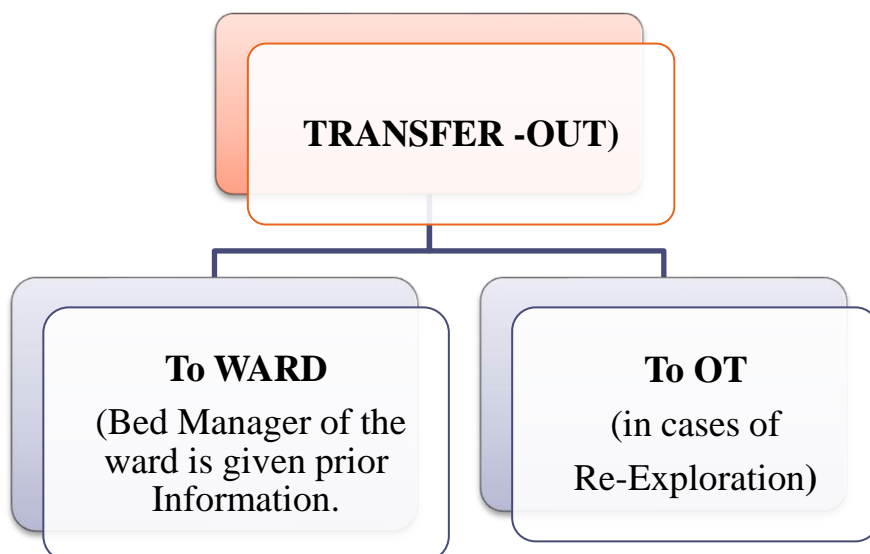 TRANSFER -OUT)
To WARD
(Bed Manager of the
ward is given prior
Information.
To OT
(in cases of
Re-Exploration)